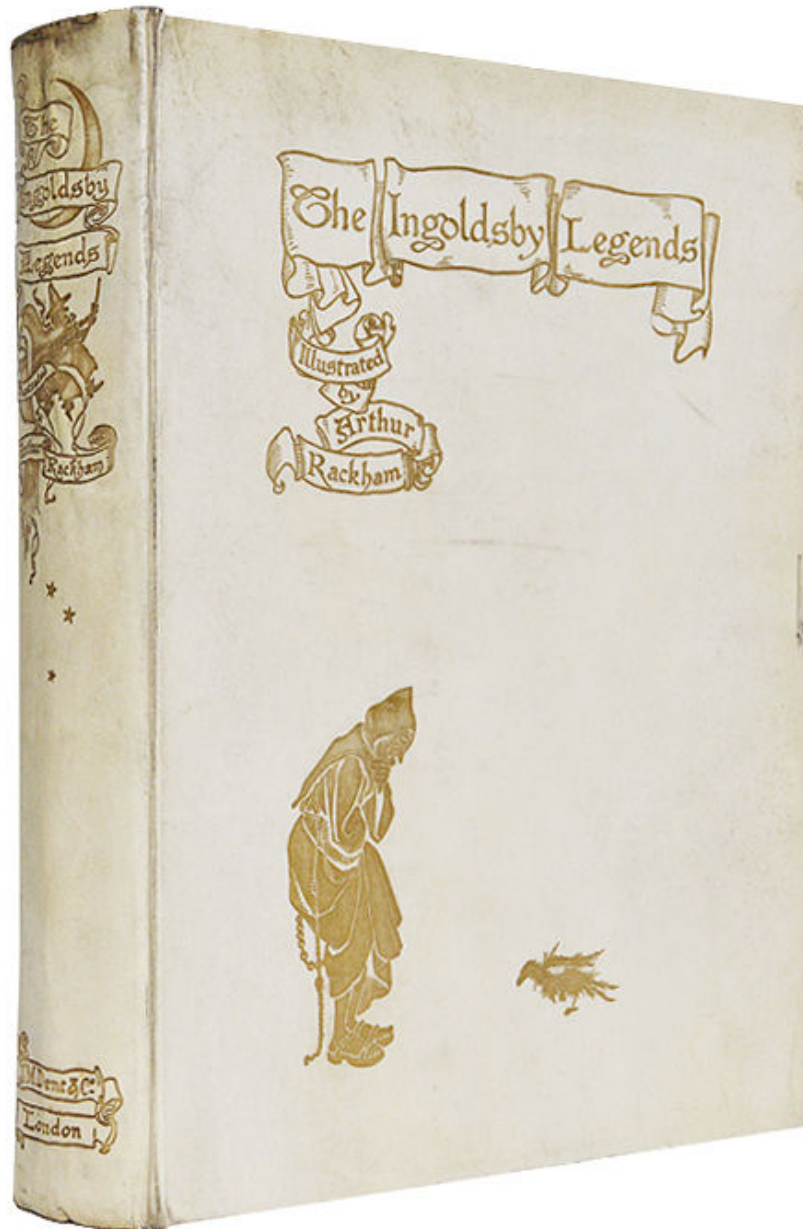 The
Ingoldsby
Legends
Rackham
J.M. Dent & Co.
London
The Ingoldsby Legends
Illustrated
by
Arthur
Rackham